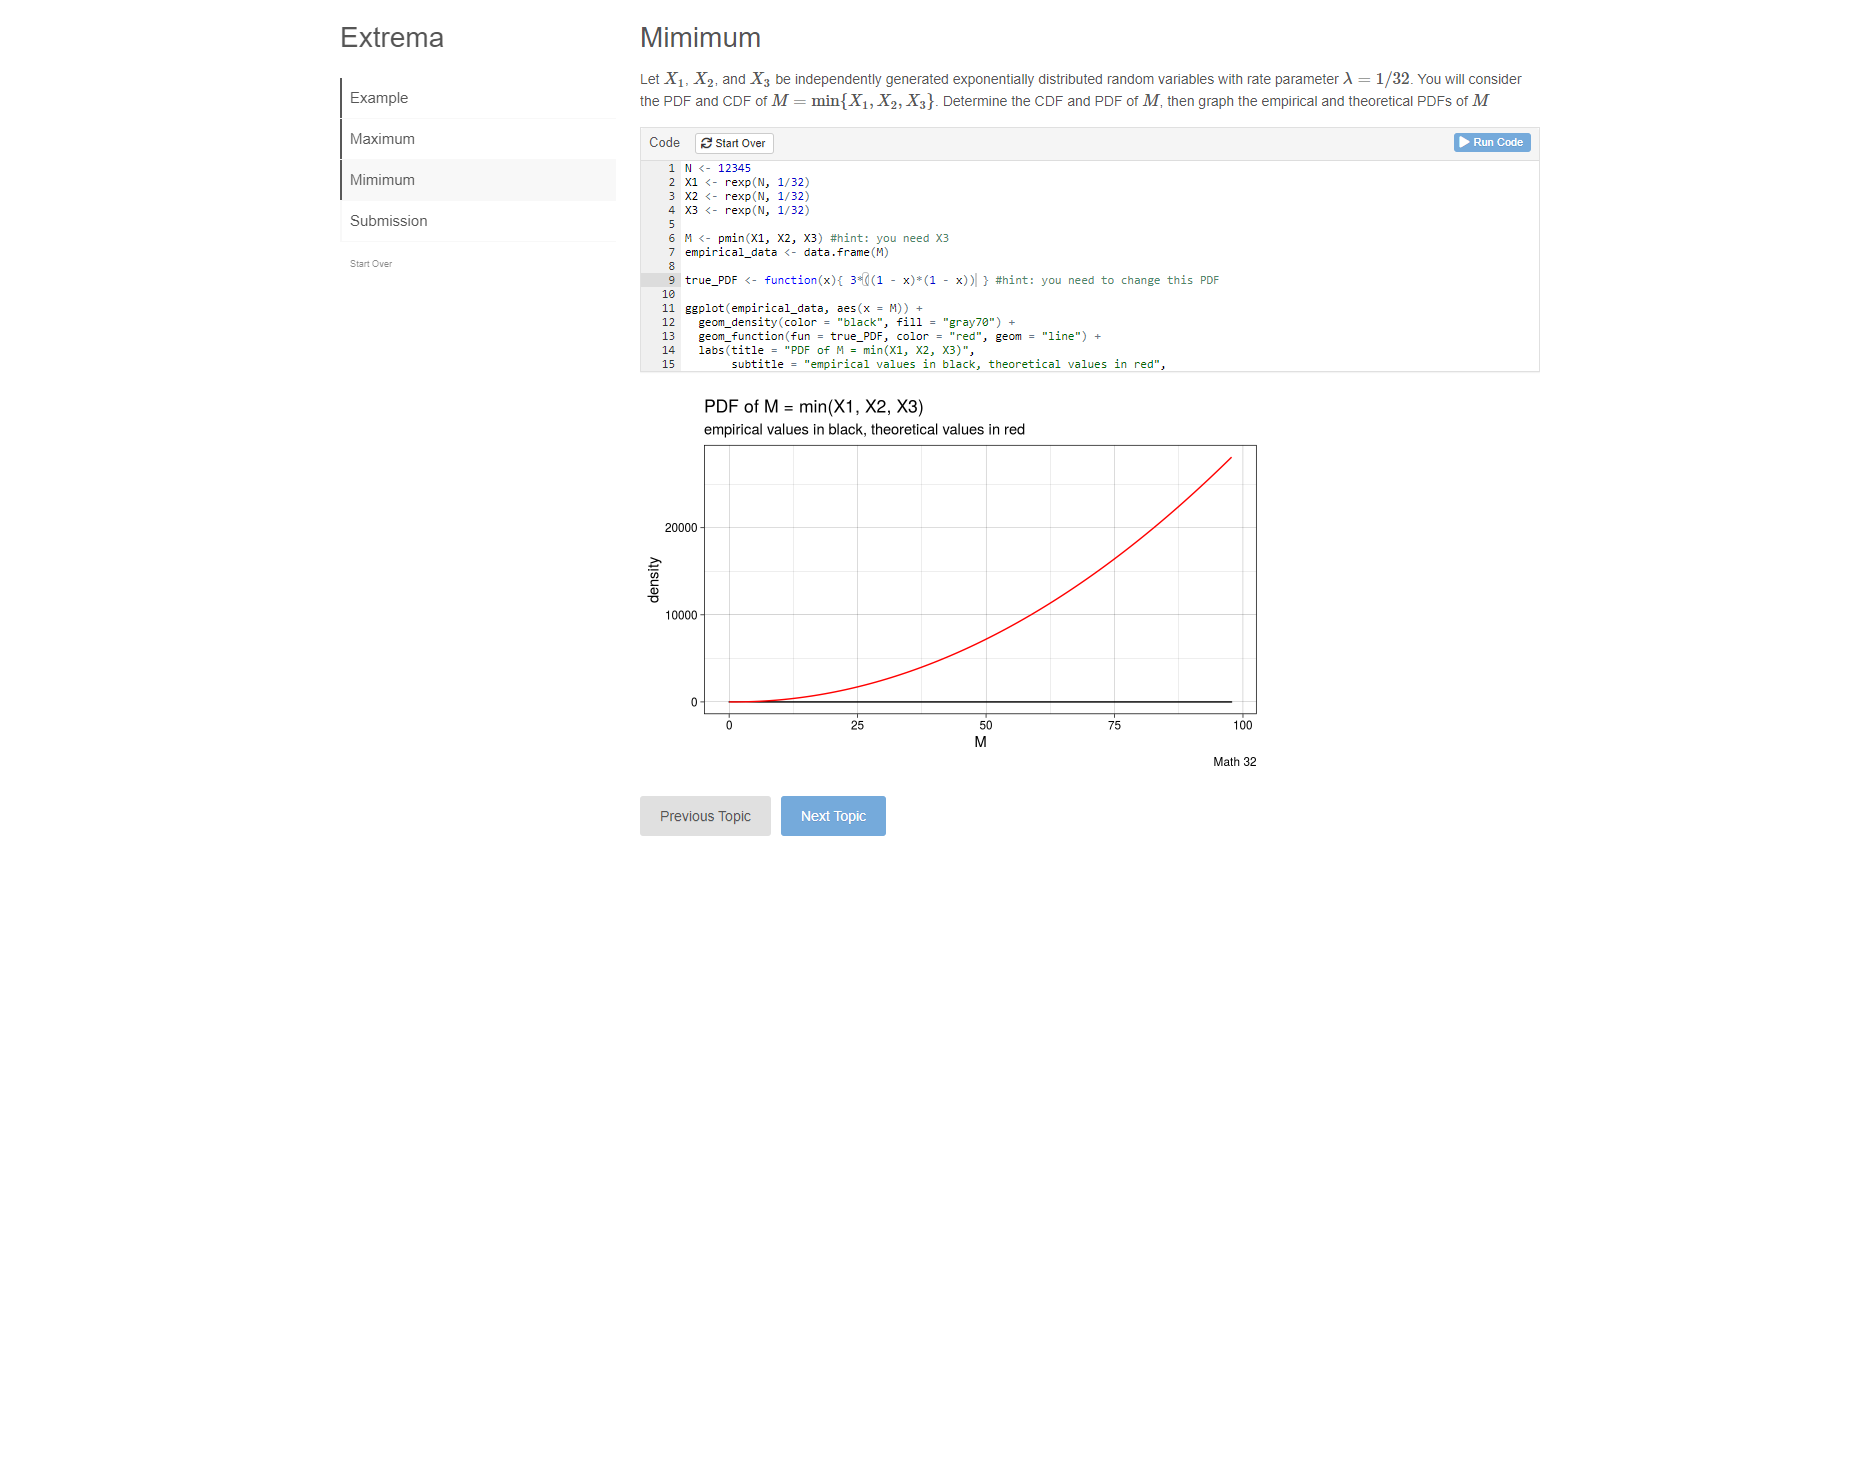 Extrema
Example
Maximum
Mimimum
Submission
Start Over
Mimimum
Let X1, X2, and X3 be independently generated exponentially distributed random variables with rate parameter λ = 1/32. You will consider
the PDF and CDF of M = min{X1, X2, X3}. Determine the CDF and PDF of M, then graph the empirical and theoretical PDFs of M
Code Start Over Run Code
1 N <- 12345
2 X1 <- rexp(N, 1/32)
3 X2 <- rexp(N, 1/32)
4 X3 <- rexp(N, 1/32)
5
6 M <- pmin(X1, X2, X3) #hint: you need X3
7 empirical_data <- data.frame(M)
8
9 true_PDF <- function(x){ 3*((1 - x)*(1 - x)) } #hint: you need to change this PDF
10
11 ggplot(empirical_data, aes(x = M)) +
12 geom_density(color = "black", fill = "gray70") +
13 geom_function(fun = true_PDF, color = "red", geom = "line") +
14 labs(title = "PDF of M = min(X1, X2, X3)",
15 subtitle = "empirical values in black, theoretical values in red",
PDF of M = min(X1, X2, X3)
empirical values in black, theoretical values in red
density
20000
10000
0
0 25 50 75 100
M
Math 32
Previous Topic Next Topic